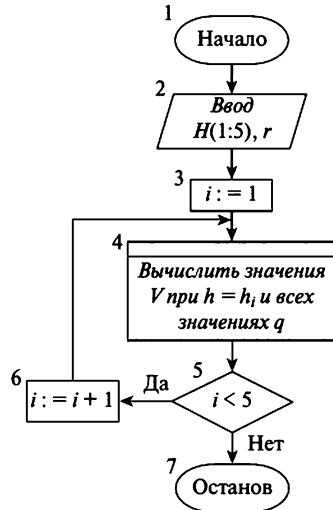 1
Начало
2
Ввод
H(1:5), r
3
i : = 1
4
Вычислить значения
V при h = hᵢ и всех
значениях q
5
i < 5
Да
6
i : = i + 1
Нет
7
Останов